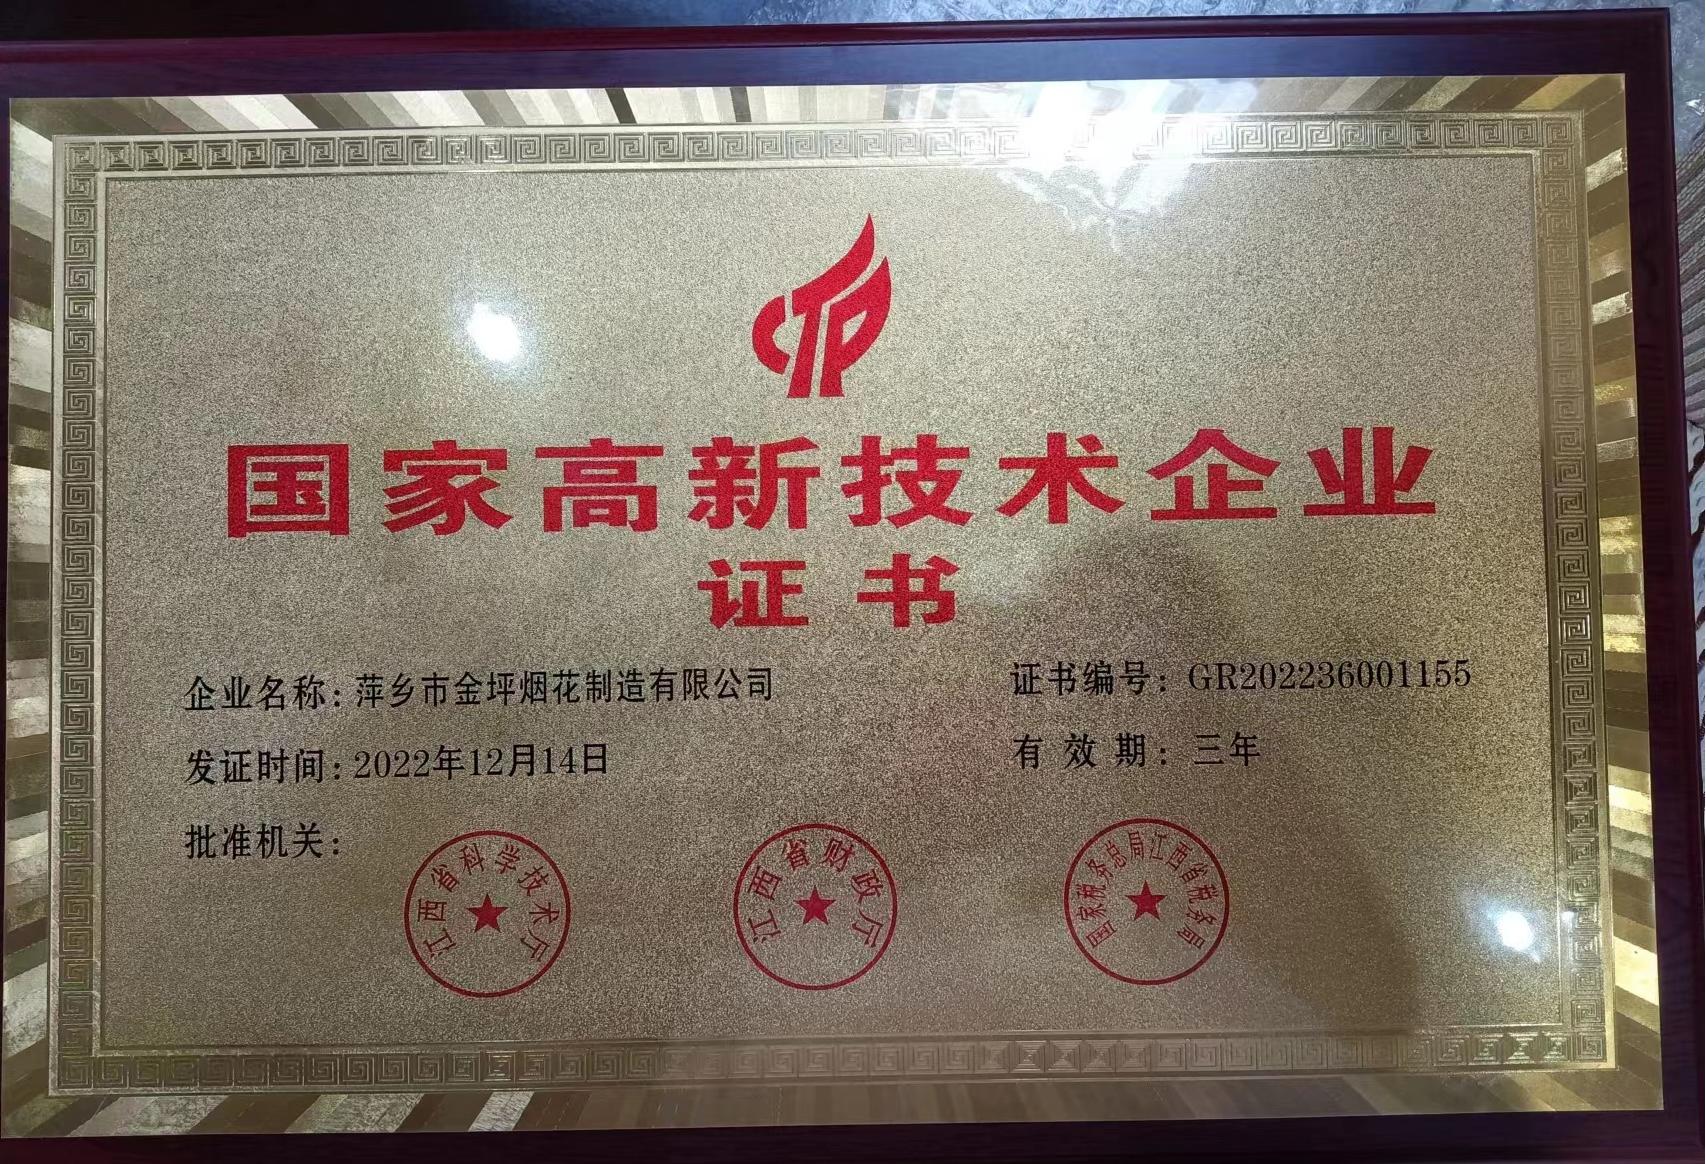 CTP
国家高新技术企业
证书
企业名称：萍乡市金坪烟花制造有限公司
证书编号：GR202236001155
发证时间：2022年12月14日
有效期：三年
批准机关：
江西省科学技术厅
江西省财政厅
国家税务总局江西省税务局